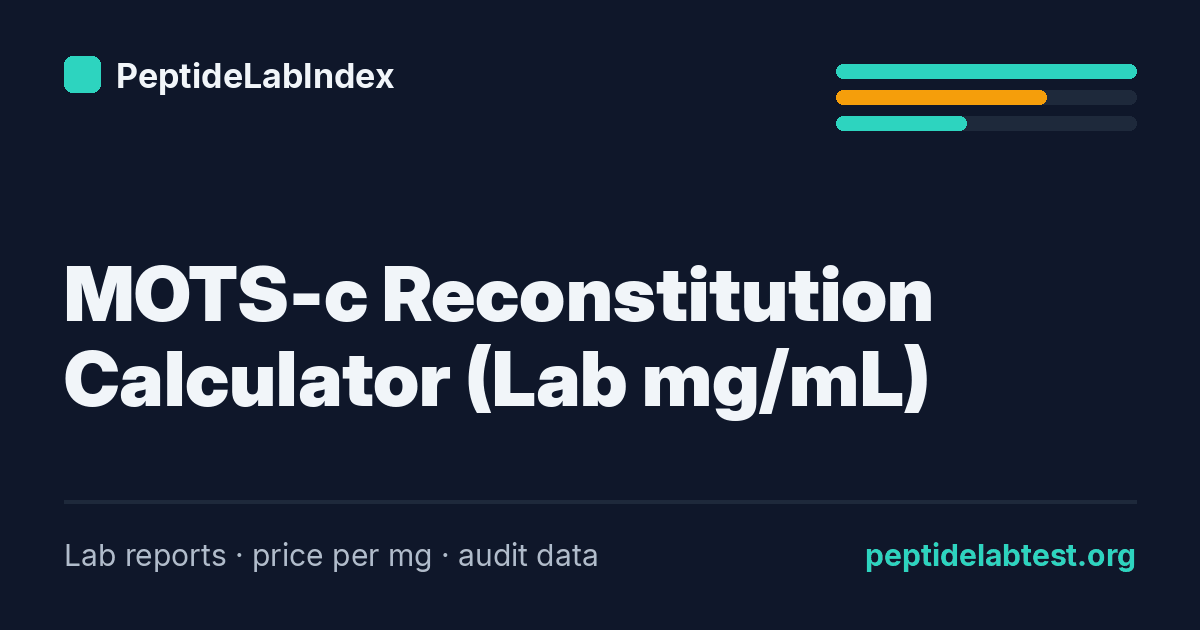 PeptideLabIndex
MOTS-c Reconstitution
Calculator (Lab mg/mL)
Lab reports · price per mg · audit data
peptidelabtest.org